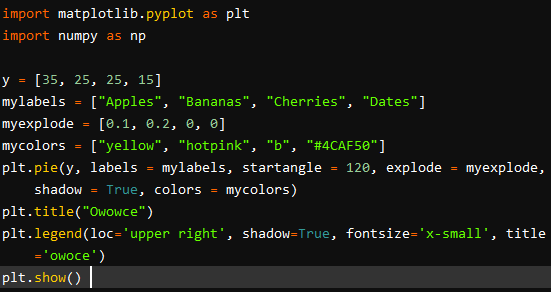 import matplotlib.pyplot as plt
import numpy as np
y = [35, 25, 25, 15]
mylabels = ["Apples", "Bananas", "Cherries", "Dates"]
myexplode = [0.1, 0.2, 0, 0]
mycolors = ["yellow", "hotpink", "b", "#4CAF50"]
plt.pie(y, labels = mylabels, startangle = 120, explode = myexplode,
shadow = True, colors = mycolors)
plt.title("Owowce")
plt.legend(loc='upper right', shadow=True, fontsize='x-small', title
='owoce')
plt.show()